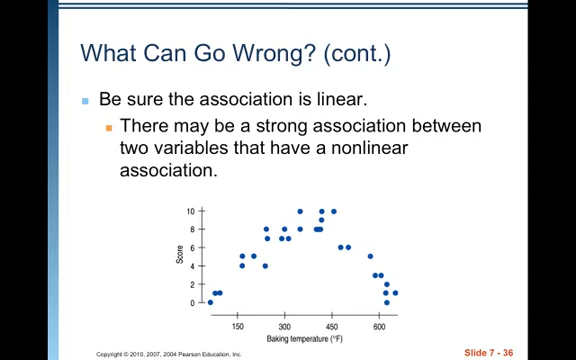 What Can Go Wrong? (cont.)
Be sure the association is linear.
There may be a strong association between
two variables that have a nonlinear
association.
10
8
6
4
2
0
Score
150 300 450 600
Baking temperature (°F)
Copyright © 2010, 2007, 2004 Pearson Education, Inc.
Slide 7 - 36